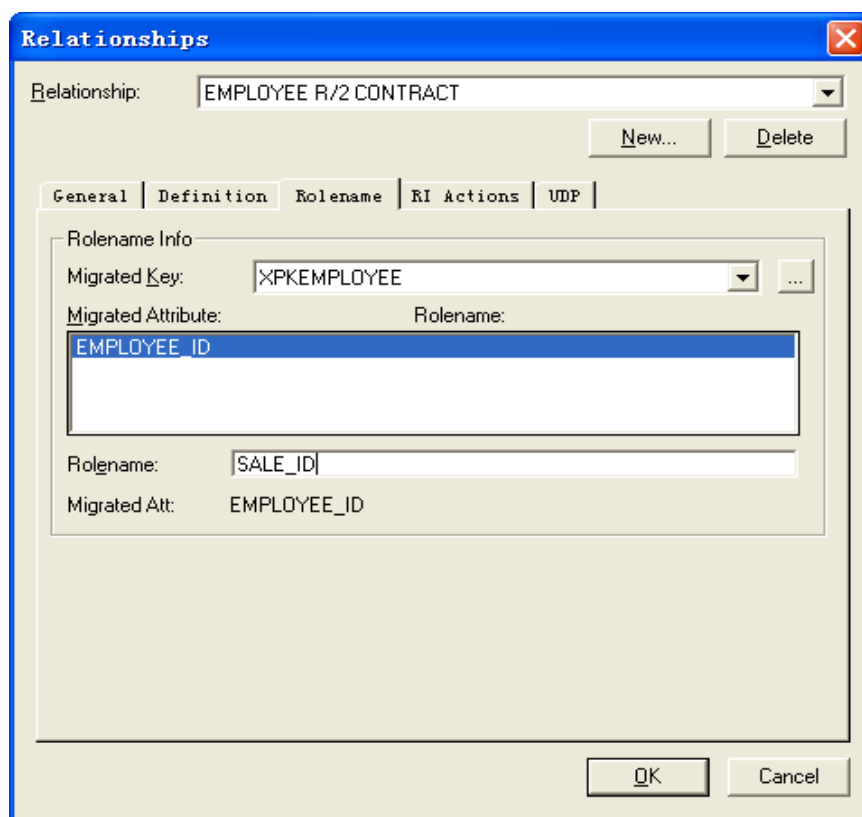 Relationships
Relationship: EMPLOYEE R/2 CONTRACT
New... Delete
General Definition Rolename RI Actions UDP
Rolename Info
Migrated Key: XPKEMPLOYEE ...
Migrated Attribute: Rolename:
EMPLOYEE_ID
Rolename: SALE_ID
Migrated Att: EMPLOYEE_ID
OK Cancel